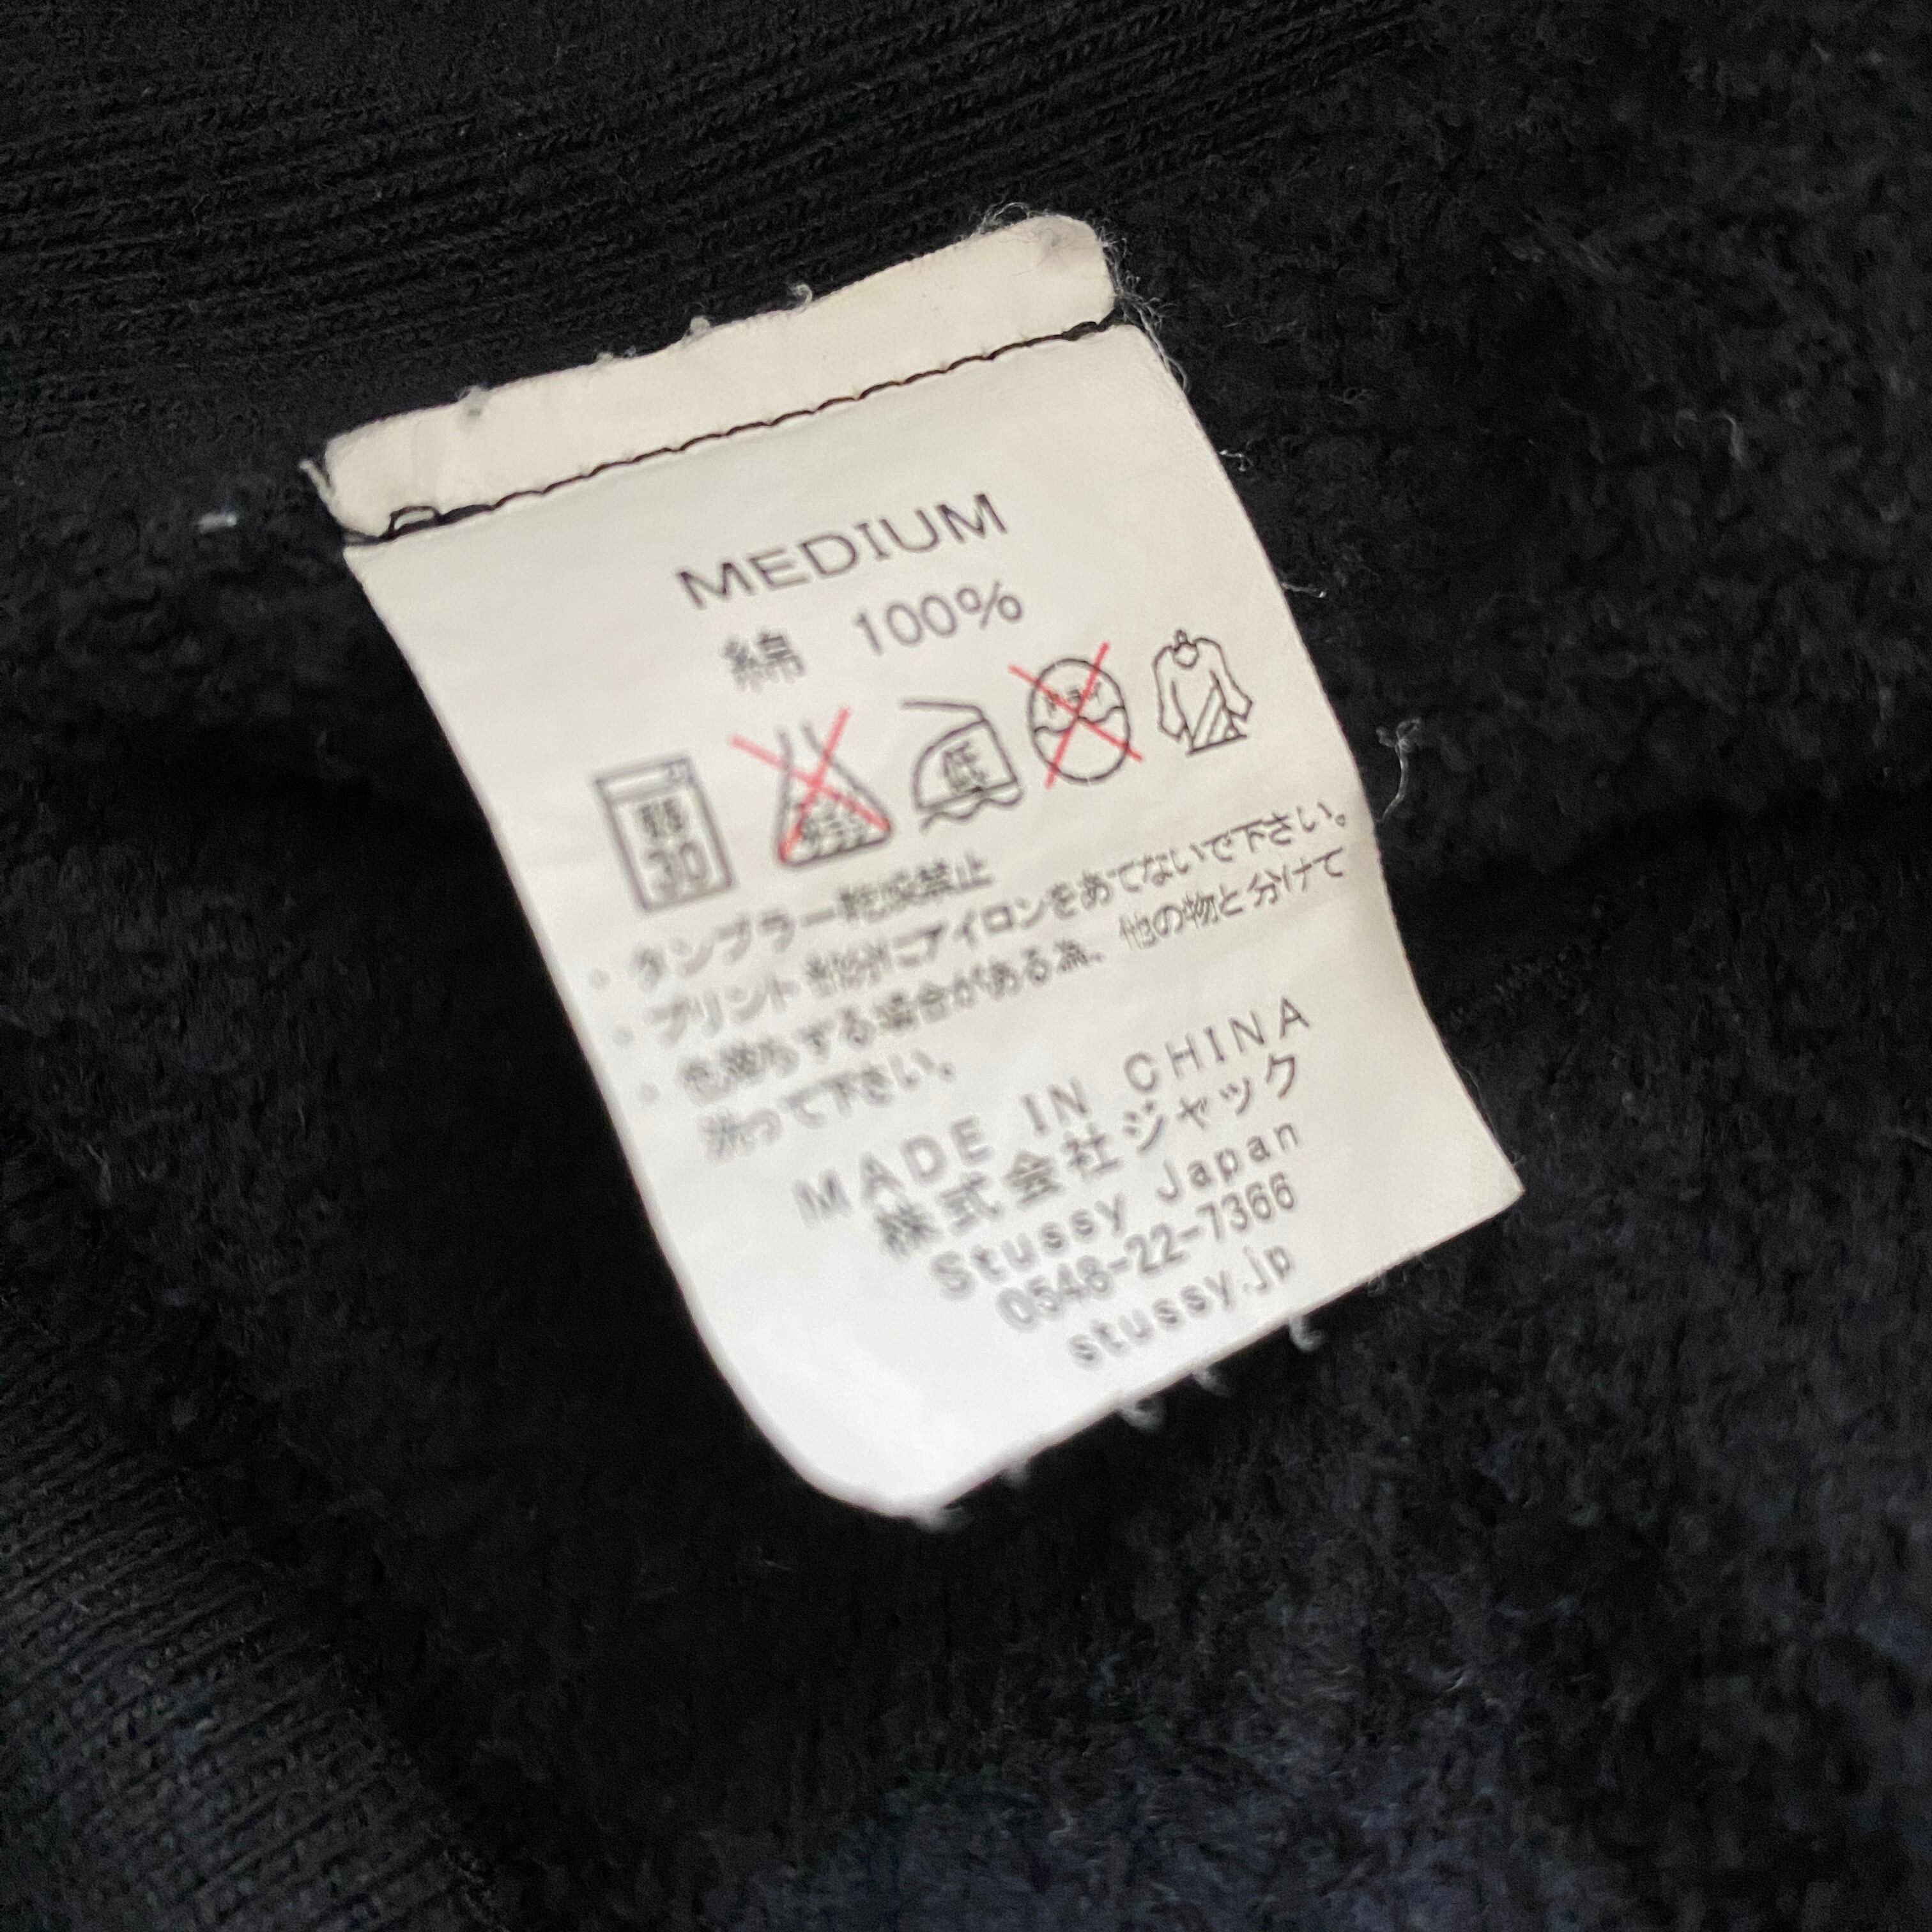 MEDIUM
綿 100%
30 低
・タンブラー乾燥禁止
・プリント部分にアイロンをあてないで下さい。
・色落ちする場合がある為、他の物と分けて
洗って下さい。
MADE IN CHINA
株式会社ジャック
Stussy Japan
0548-22-7366
stussy.jp